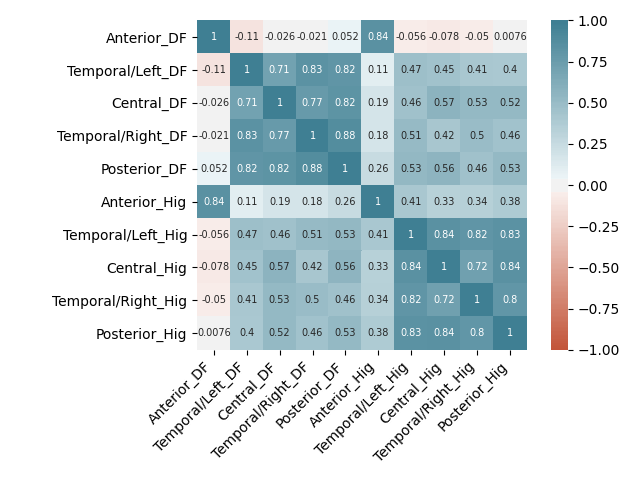 Anterior_DF 1 -0.11 -0.026 -0.021 0.052 0.84 -0.056 -0.078 -0.05 0.0076
Temporal/Left_DF -0.11 1 0.71 0.83 0.82 0.11 0.47 0.45 0.41 0.4
Central_DF -0.026 0.71 1 0.77 0.82 0.19 0.46 0.57 0.53 0.52
Temporal/Right_DF -0.021 0.83 0.77 1 0.88 0.18 0.51 0.42 0.5 0.46
Posterior_DF 0.052 0.82 0.82 0.88 1 0.26 0.53 0.56 0.46 0.53
Anterior_Hig 0.84 0.11 0.19 0.18 0.26 1 0.41 0.33 0.34 0.38
Temporal/Left_Hig -0.056 0.47 0.46 0.51 0.53 0.41 1 0.84 0.82 0.83
Central_Hig -0.078 0.45 0.57 0.42 0.56 0.33 0.84 1 0.72 0.84
Temporal/Right_Hig -0.05 0.41 0.53 0.5 0.46 0.34 0.82 0.72 1 0.8
Posterior_Hig 0.0076 0.4 0.52 0.46 0.53 0.38 0.83 0.84 0.8 1
Anterior_DF
Temporal/Left_DF
Central_DF
Temporal/Right_DF
Posterior_DF
Anterior_Hig
Temporal/Left_Hig
Central_Hig
Temporal/Right_Hig
Posterior_Hig
1.00
0.75
0.50
0.25
0.00
−0.25
−0.50
−0.75
−1.00